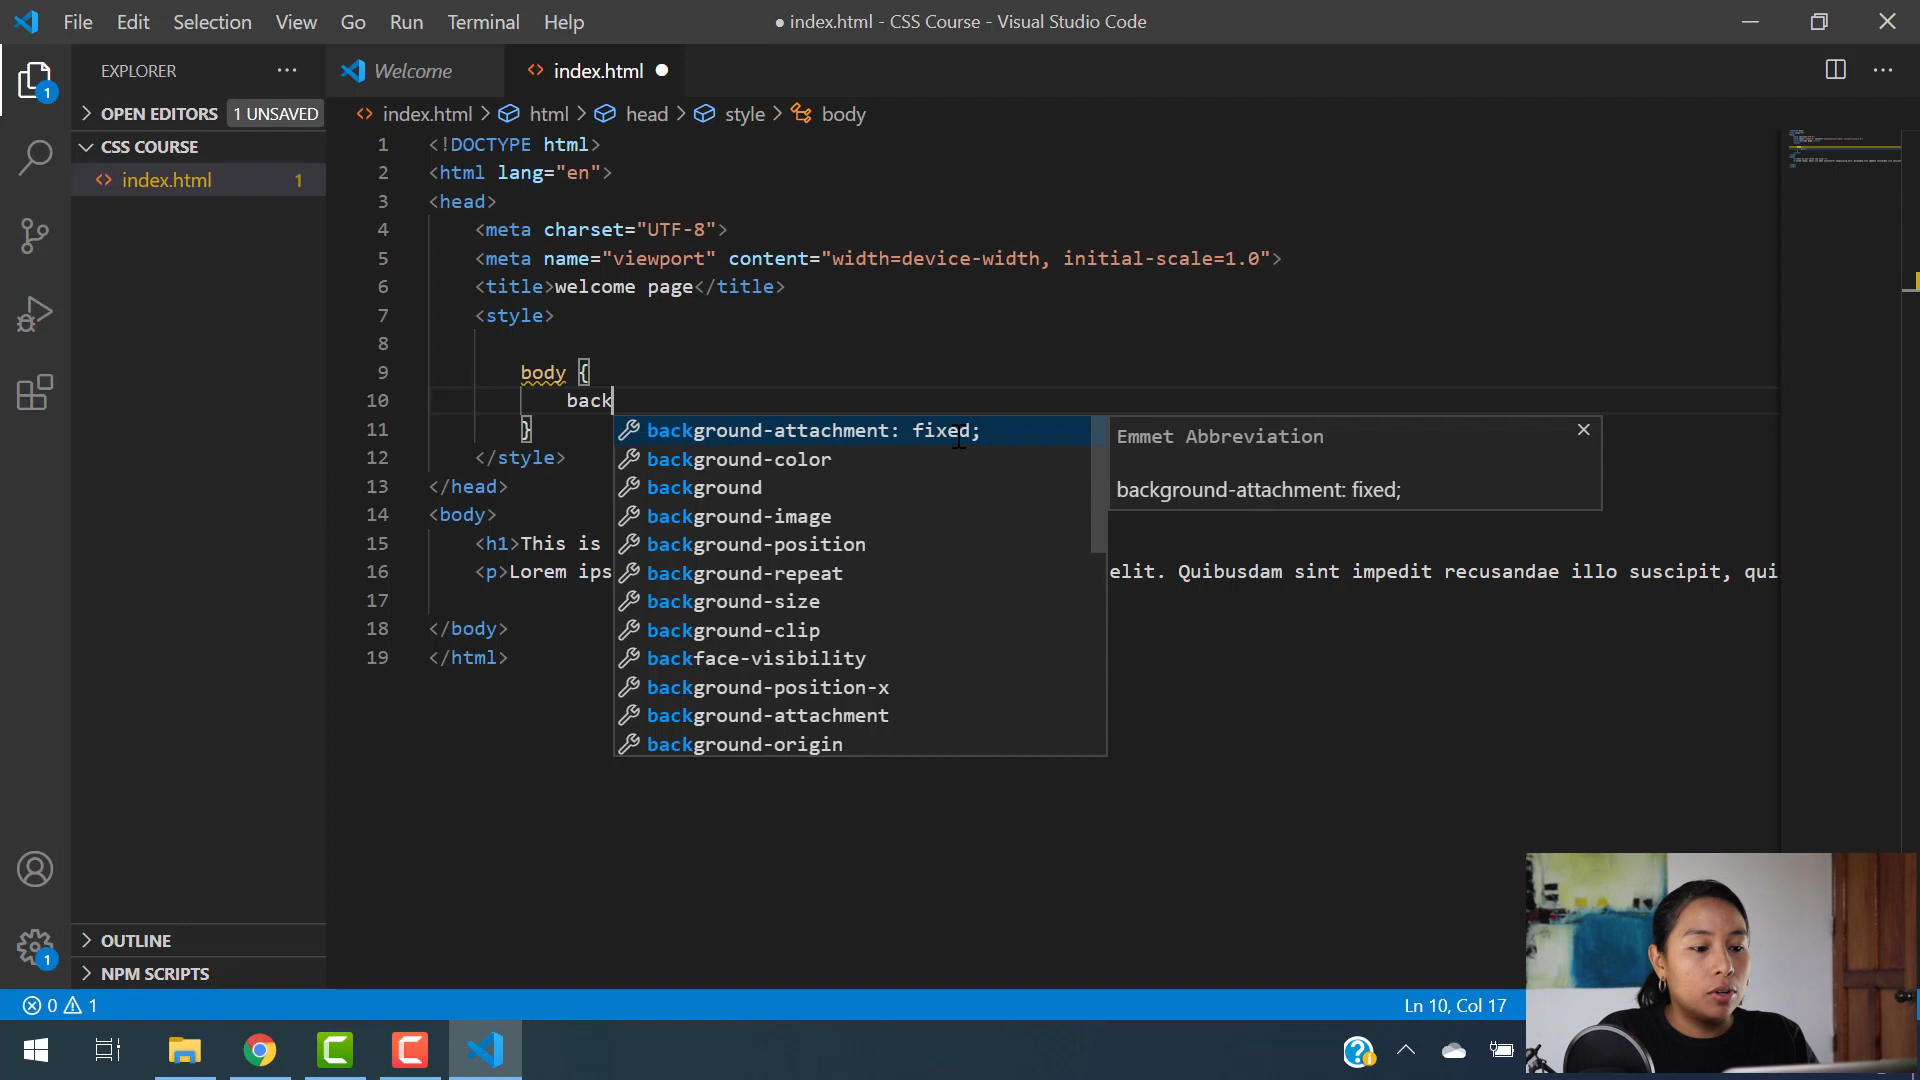 File Edit Selection View Go Run Terminal Help
● index.html - CSS Course - Visual Studio Code
EXPLORER
Welcome
index.html
OPEN EDITORS 1 UNSAVED
CSS COURSE
index.html 1
index.html > html > head > style > body
1 <!DOCTYPE html>
2 <html lang="en">
3 <head>
4 <meta charset="UTF-8">
5 <meta name="viewport" content="width=device-width, initial-scale=1.0">
6 <title>welcome page</title>
7 <style>
8
9 body {
10 back
11 }
12 </style>
13 </head>
14 <body>
15 <h1>This is
16 <p>Lorem ips elit. Quibusdam sint impedit recusandae illo suscipit, qui
17
18 </body>
19 </html>
background-attachment: fixed;
background-color
background
background-image
background-position
background-repeat
background-size
background-clip
backface-visibility
background-position-x
background-attachment
background-origin
Emmet Abbreviation
background-attachment: fixed;
1
1
OUTLINE
NPM SCRIPTS
0 1
Ln 10, Col 17